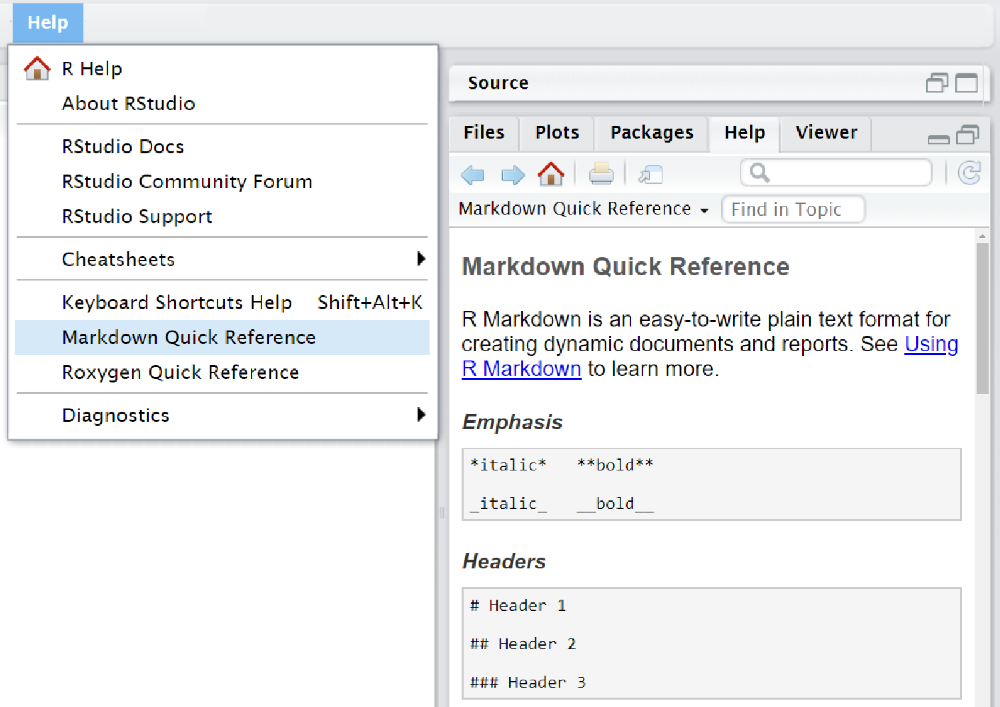 Help
R Help
About RStudio
RStudio Docs
RStudio Community Forum
RStudio Support
Cheatsheets
Keyboard Shortcuts Help Shift+Alt+K
Markdown Quick Reference
Roxygen Quick Reference
Diagnostics
Source
Files Plots Packages Help Viewer
Markdown Quick Reference Find in Topic
Markdown Quick Reference
R Markdown is an easy-to-write plain text format for
creating dynamic documents and reports. See Using
R Markdown to learn more.
Emphasis
*italic* **bold**
_italic_ __bold__
Headers
# Header 1
## Header 2
### Header 3